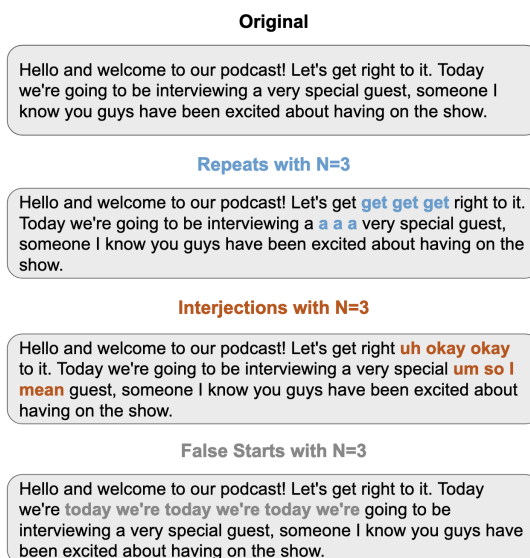 Original
Hello and welcome to our podcast! Let's get right to it. Today
we're going to be interviewing a very special guest, someone I
know you guys have been excited about having on the show.
Repeats with N=3
Hello and welcome to our podcast! Let's get get get get right to it.
Today we're going to be interviewing a a a a very special guest,
someone I know you guys have been excited about having on the
show.
Interjections with N=3
Hello and welcome to our podcast! Let's get right uh okay okay
to it. Today we're going to be interviewing a very special um so I
mean guest, someone I know you guys have been excited about
having on the show.
False Starts with N=3
Hello and welcome to our podcast! Let's get right to it. Today
we're today we're today we're today we're going to be
interviewing a very special guest, someone I know you guys have
been excited about having on the show.